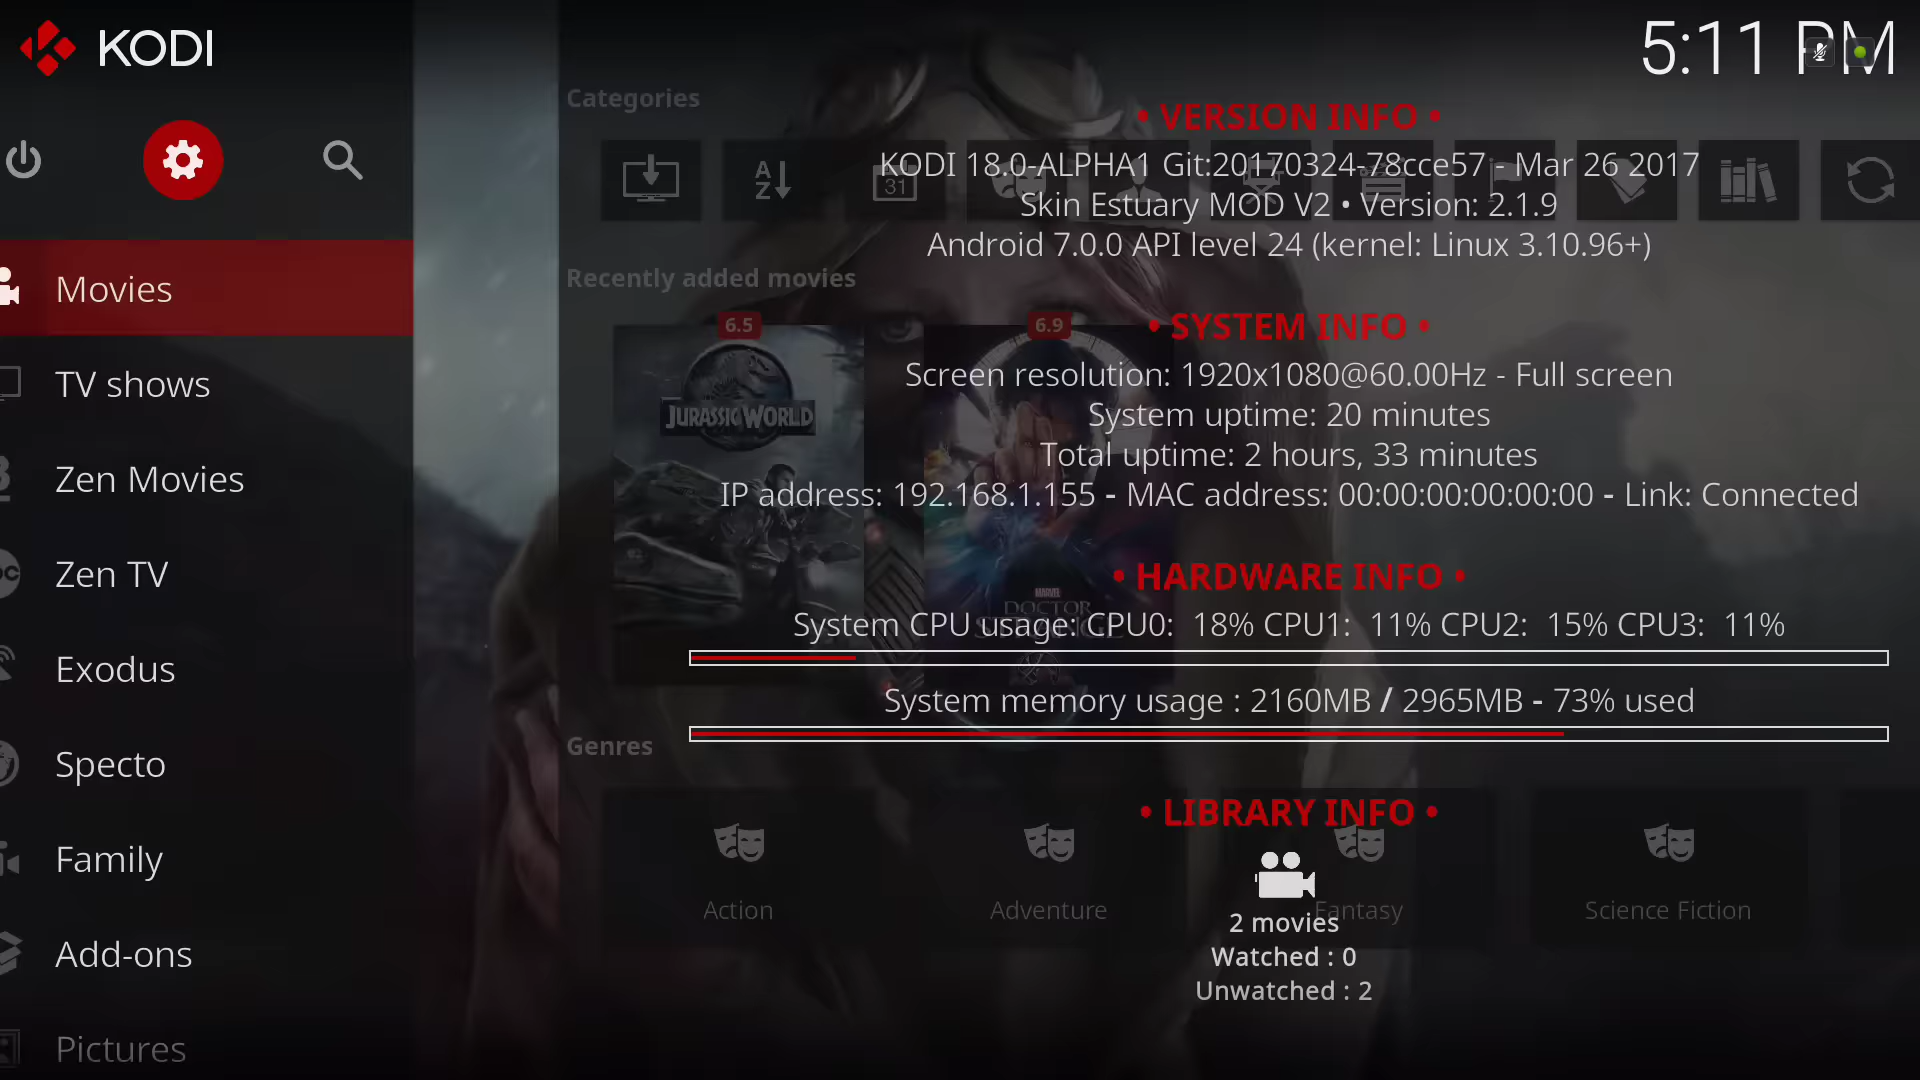 KODI
5:11 PM
Movies
TV shows
Zen Movies
Zen TV
Exodus
Specto
Family
Add-ons
Pictures
Categories
A
Z
31
Recently added movies
6.5
6.9
JURASSIC WORLD
MARVEL
DOCTOR
STRANGE
Genres
Action
Adventure
Fantasy
Science Fiction
• VERSION INFO •
KODI 18.0-ALPHA1 Git:20170324-78cce57 - Mar 26 2017
Skin Estuary MOD V2 • Version: 2.1.9
Android 7.0.0 API level 24 (kernel: Linux 3.10.96+)
• SYSTEM INFO •
Screen resolution: 1920x1080@60.00Hz - Full screen
System uptime: 20 minutes
Total uptime: 2 hours, 33 minutes
IP address: 192.168.1.155 - MAC address: 00:00:00:00:00:00 - Link: Connected
• HARDWARE INFO •
System CPU usage: CPU0: 18% CPU1: 11% CPU2: 15% CPU3: 11%
System memory usage : 2160MB / 2965MB - 73% used
• LIBRARY INFO •
2 movies
Watched : 0
Unwatched : 2